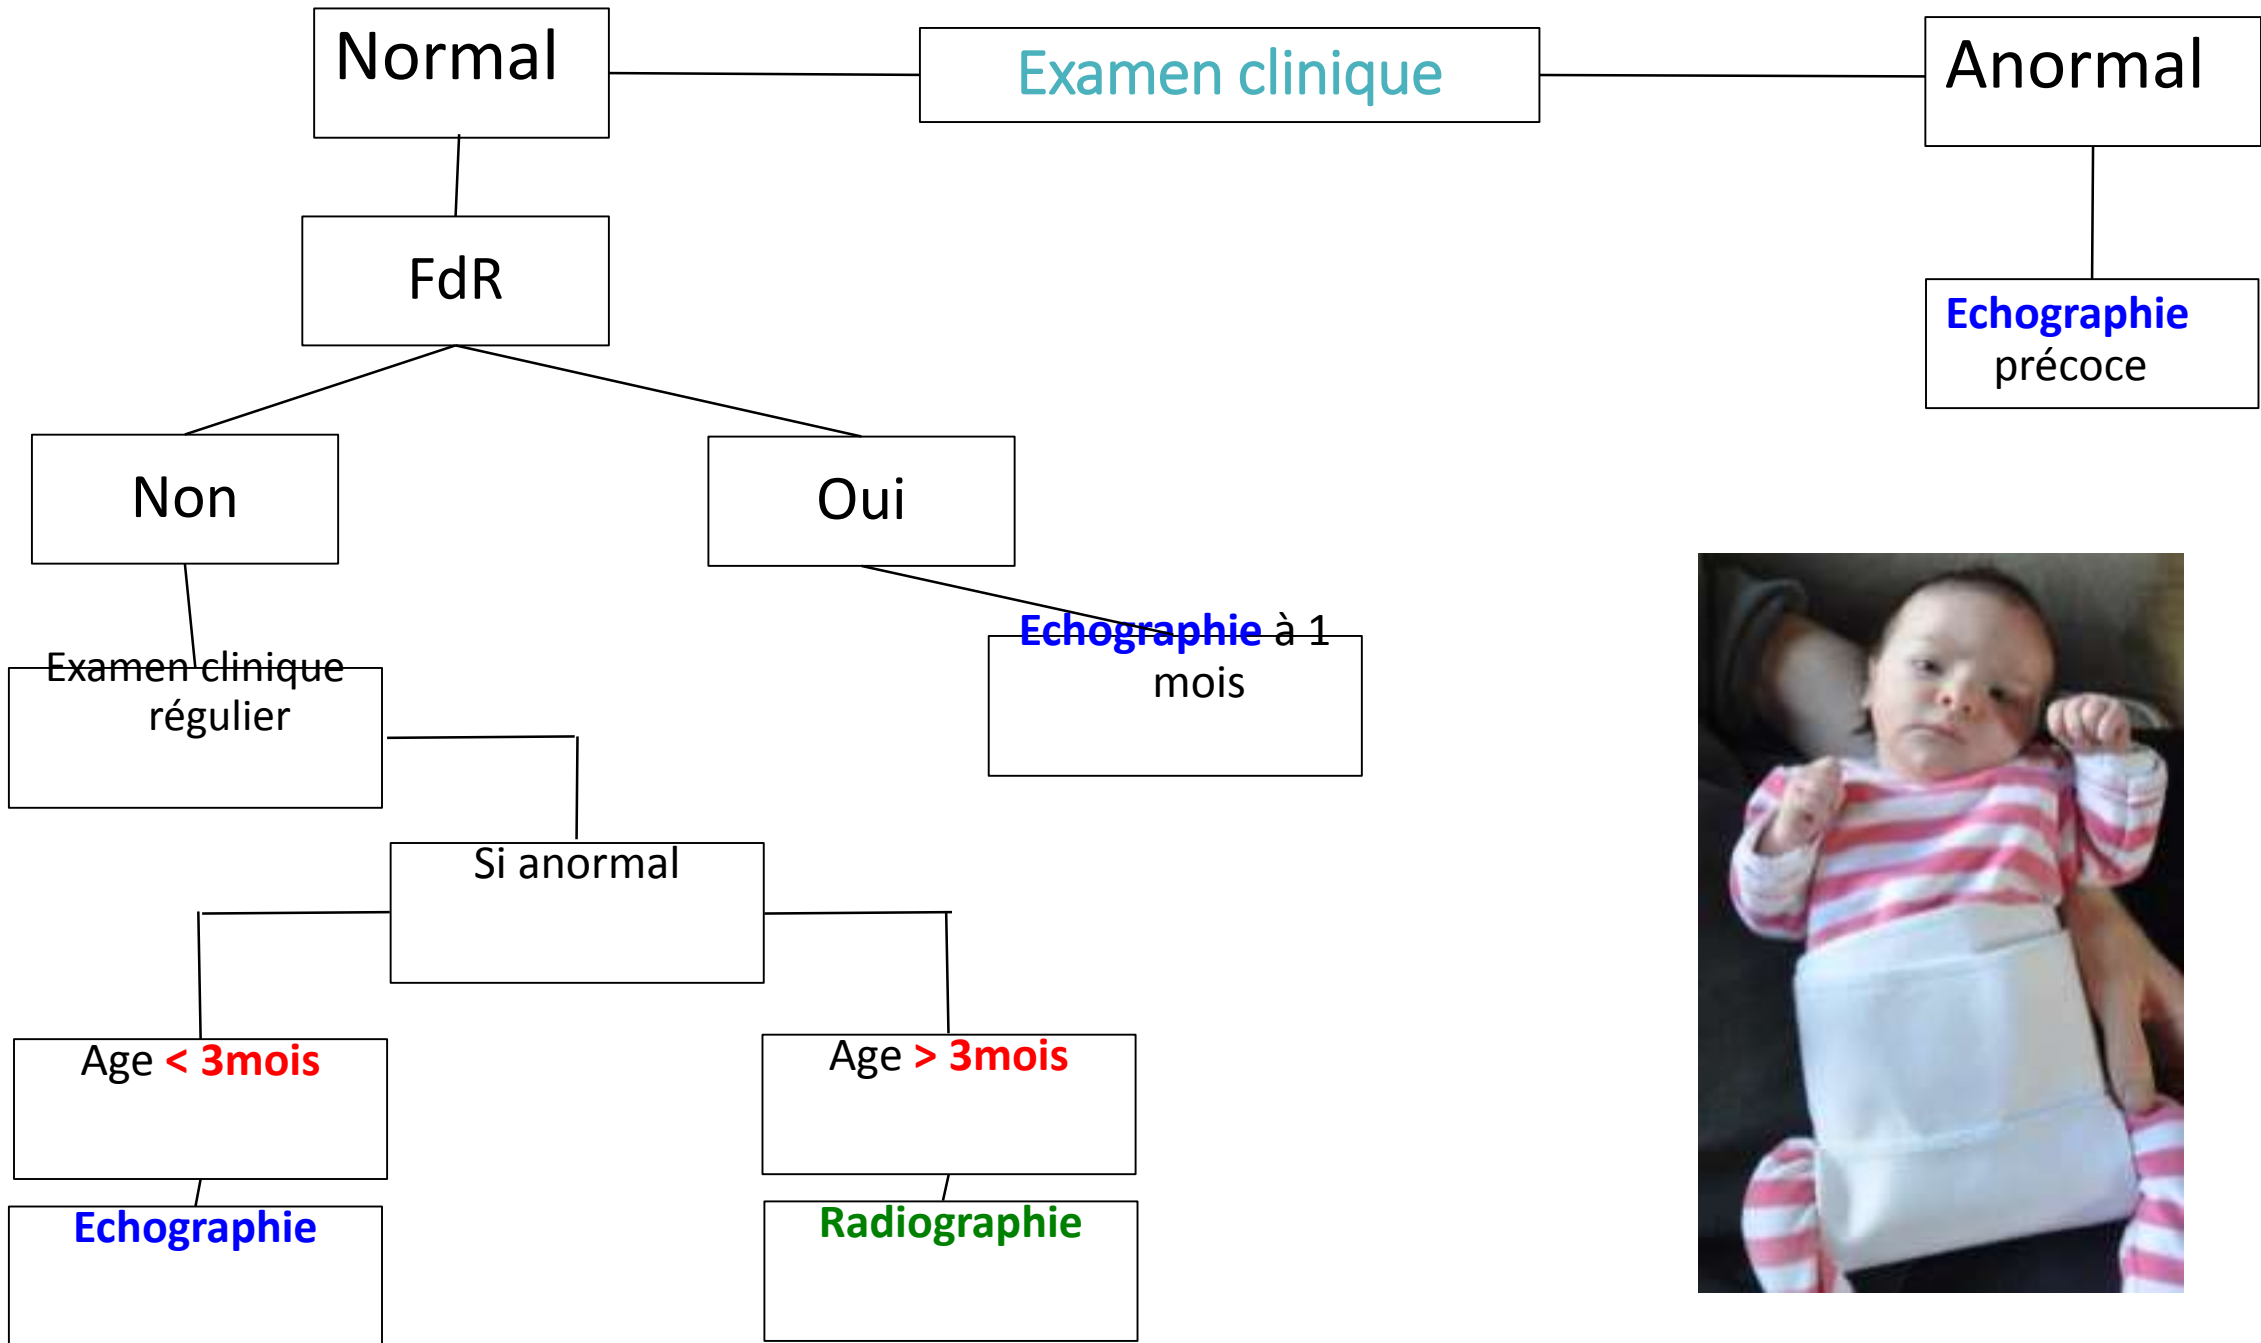 Normal
Examen clinique
Anormal
FdR
Echographie
précoce
Non
Oui
Echographie à 1
mois
Examen clinique
régulier
Si anormal
Age < 3mois
Age > 3mois
Echographie
Radiographie